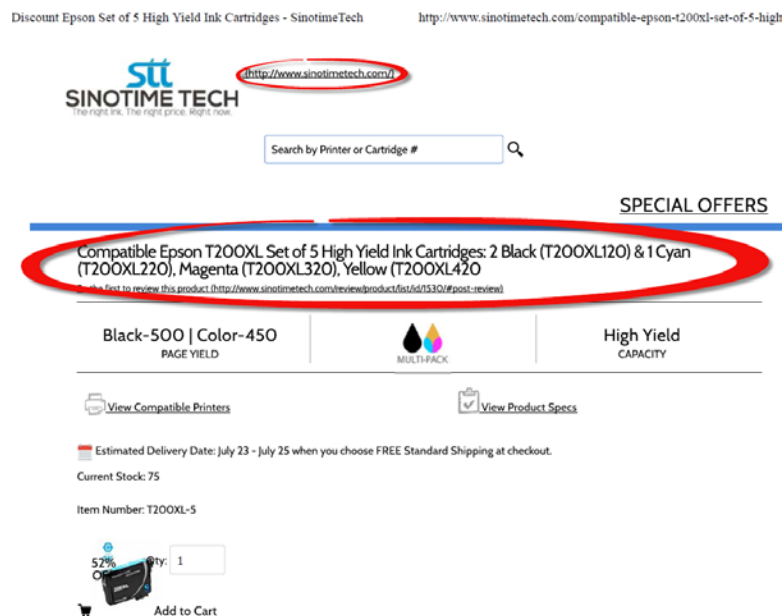 Discount Epson Set of 5 High Yield Ink Cartridges - SinotimeTech http://www.sinotimetech.com/compatible-epson-t200xl-set-of-5-high
stt
SINOTIME TECH
The right Ink. The right price. Right now.
(http://www.sinotimetech.com/)
Search by Printer or Cartridge #
SPECIAL OFFERS
Compatible Epson T200XL Set of 5 High Yield Ink Cartridges: 2 Black (T200XL120) & 1 Cyan
(T200XL220), Magenta (T200XL320), Yellow (T200XL420
the first to review this product (http://www.sinotimetech.com/review/product/list/id/1530/#post-review)
Black-500 | Color-450
PAGE YIELD
MULTI-PACK
High Yield
CAPACITY
View Compatible Printers
View Product Specs
Estimated Delivery Date: July 23 - July 25 when you choose FREE Standard Shipping at checkout.
Current Stock: 75
Item Number: T200XL-5
52%
Qty: 1
Add to Cart